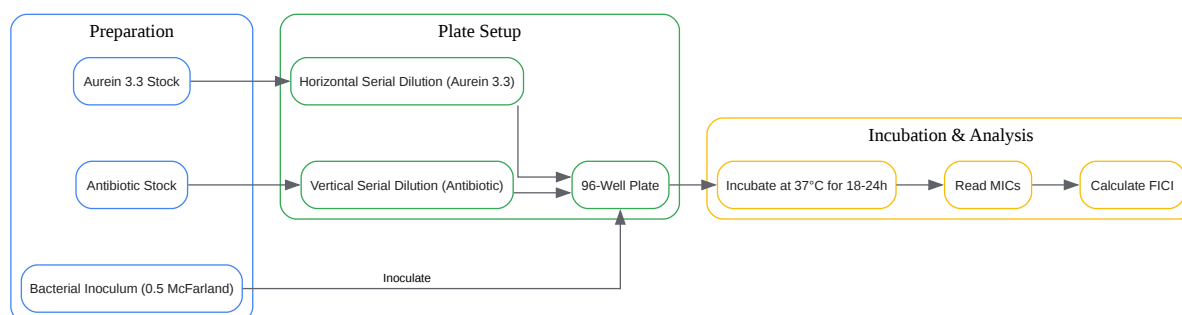 Preparation
Aurein 3.3 Stock
Antibiotic Stock
Bacterial Inoculum (0.5 McFarland)
Inoculate
Plate Setup
Horizontal Serial Dilution (Aurein 3.3)
Vertical Serial Dilution (Antibiotic)
96-Well Plate
Incubation & Analysis
Incubate at 37°C for 18-24h
Read MICs
Calculate FICI